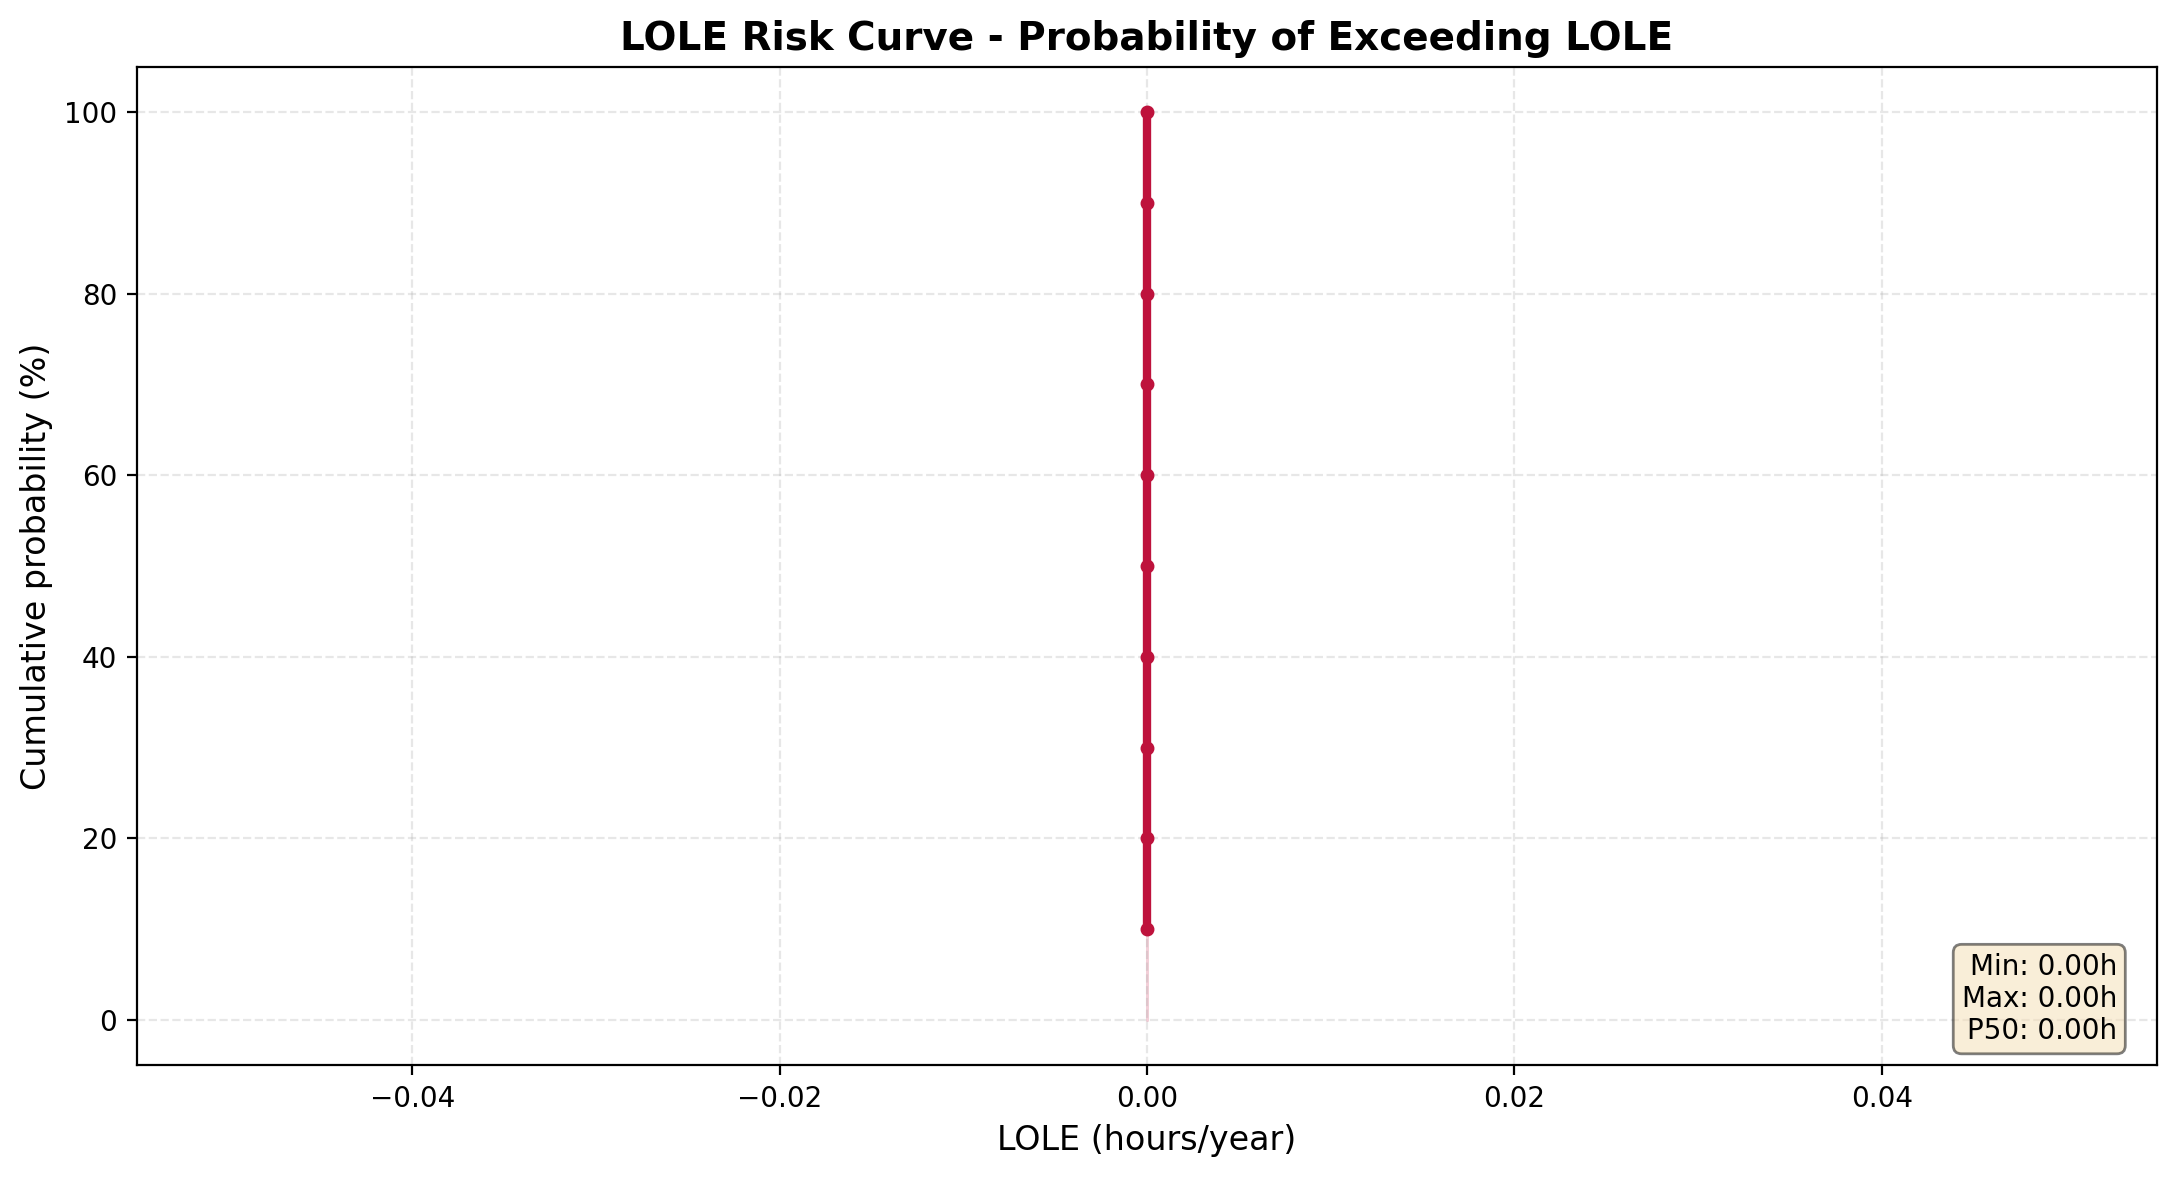 LOLE Risk Curve - Probability of Exceeding LOLE
Cumulative probability (%)
100
80
60
40
20
0
−0.04
−0.02
0.00
0.02
0.04
LOLE (hours/year)
Min: 0.00h
Max: 0.00h
P50: 0.00h